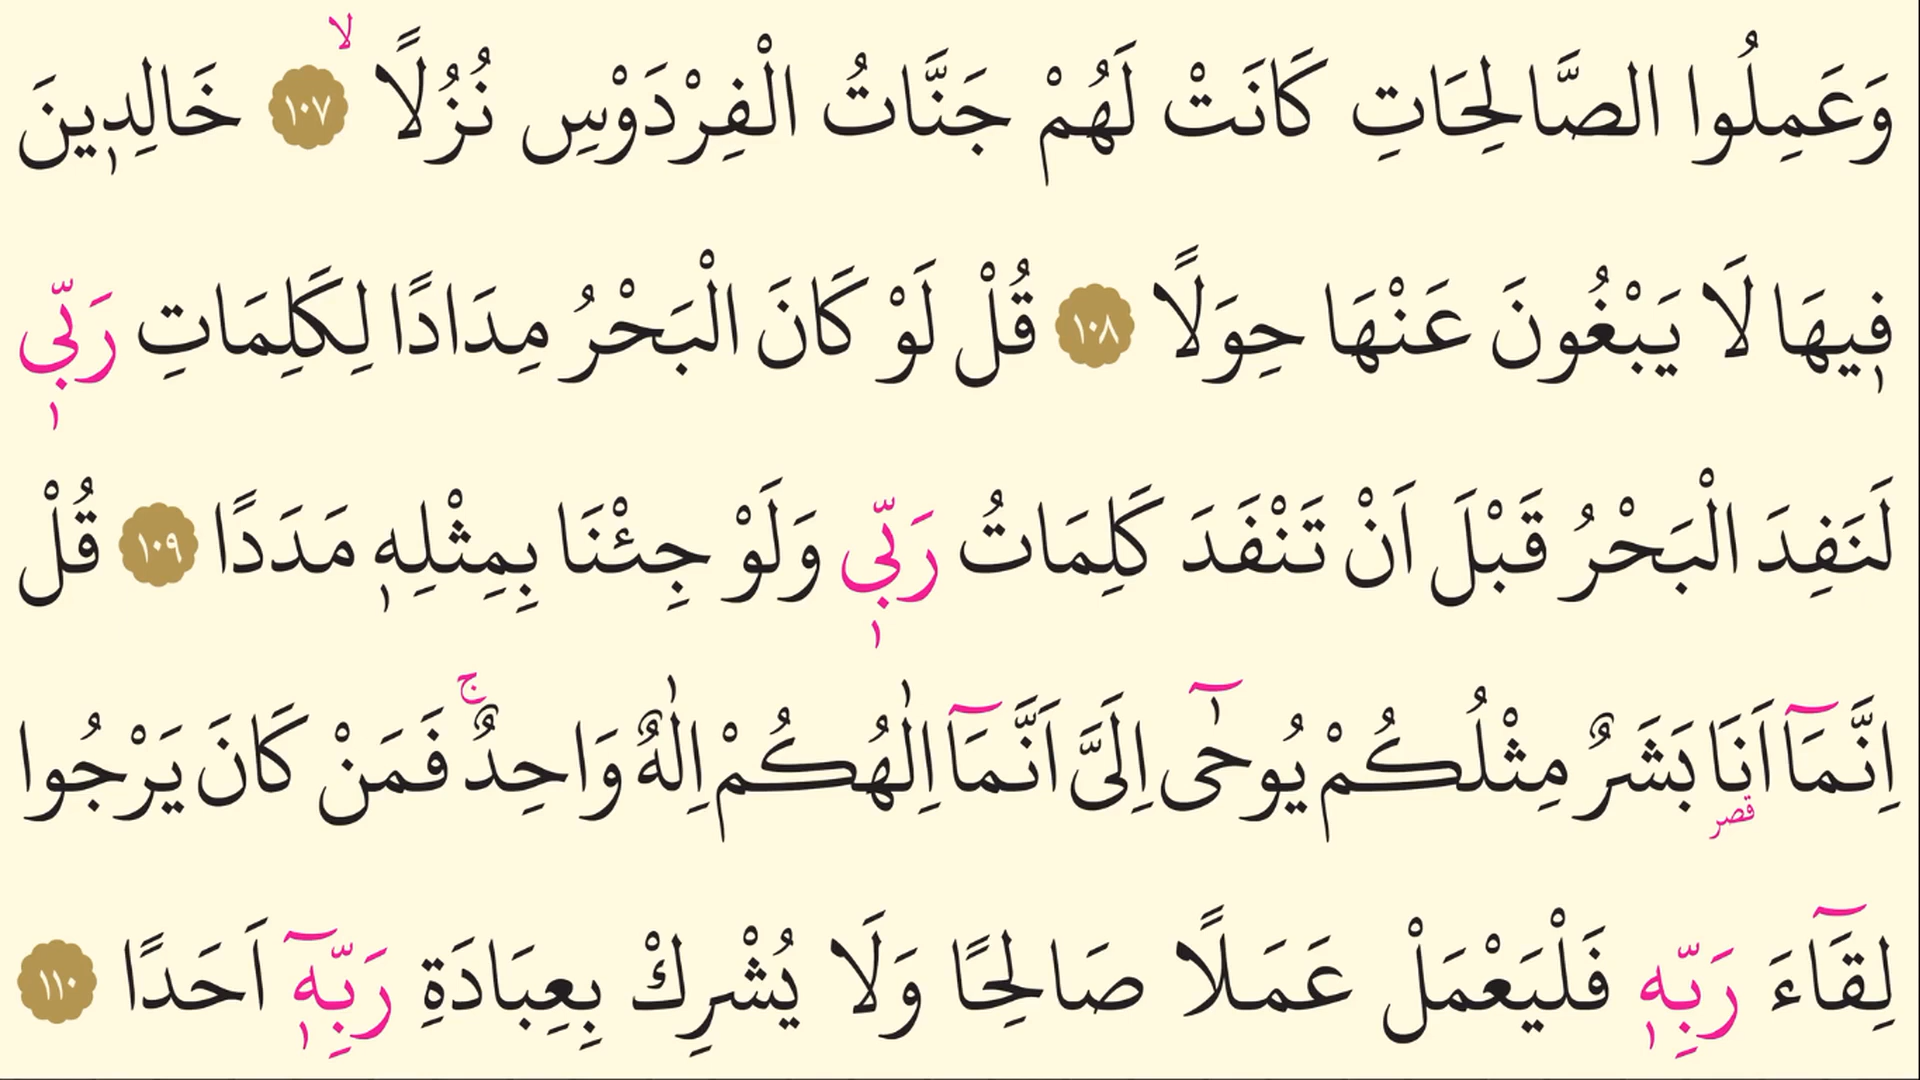 وَعَمِلُوا الصَّالِحَاتِ كَانَتْ لَهُمْ جَنَّاتُ الْفِرْدَوْسِ نُزُلًاۙ ﴿١٠٧﴾ خَالِدٖينَ
فٖيهَا لَا يَبْغُونَ عَنْهَا حِوَلًا ﴿١٠٨﴾ قُلْ لَوْ كَانَ الْبَحْرُ مِدَادًا لِكَلِمَاتِ رَبّٖي
لَنَفِدَ الْبَحْرُ قَبْلَ اَنْ تَنْفَدَ كَلِمَاتُ رَبّٖي وَلَوْ جِئْنَا بِمِثْلِهٖ مَدَدًا ﴿١٠٩﴾ قُلْ
اِنَّمَٓا اَنَا۬ بَشَرٌ مِثْلُكُمْ يُوحٰٓى اِلَيَّ اَنَّمَٓا اِلٰهُكُمْ اِلٰهٌ وَاحِدٌۚ فَمَنْ كَانَ يَرْجُوا
قصر
لِقَٓاءَ رَبِّهٖ فَلْيَعْمَلْ عَمَلًا صَالِحًا وَلَا يُشْرِكْ بِعِبَادَةِ رَبِّهٖٓ اَحَدًا ﴿١١٠﴾